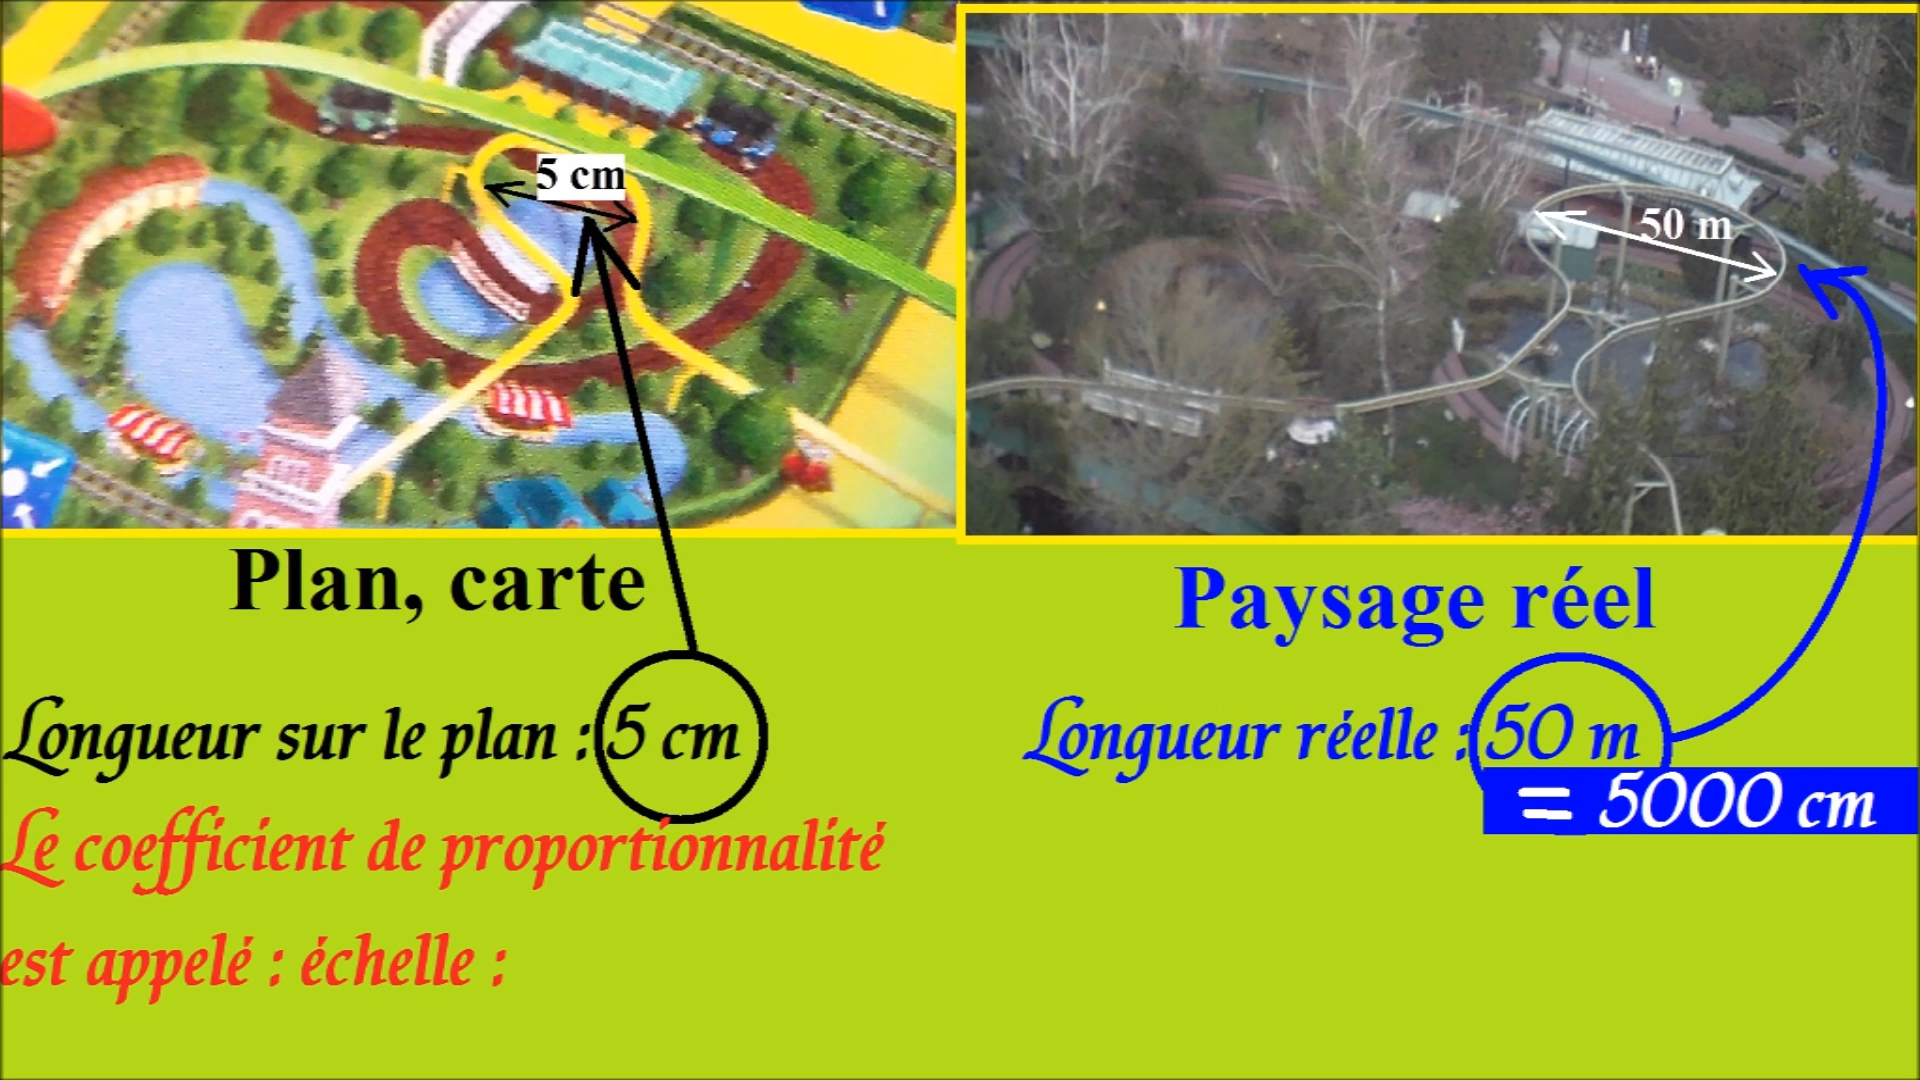 5 cm
50 m
Plan, carte
Paysage réel
Longueur sur le plan : 5 cm
Longueur réelle : 50 m
= 5000 cm
Le coefficient de proportionnalité
est appelé : échelle :